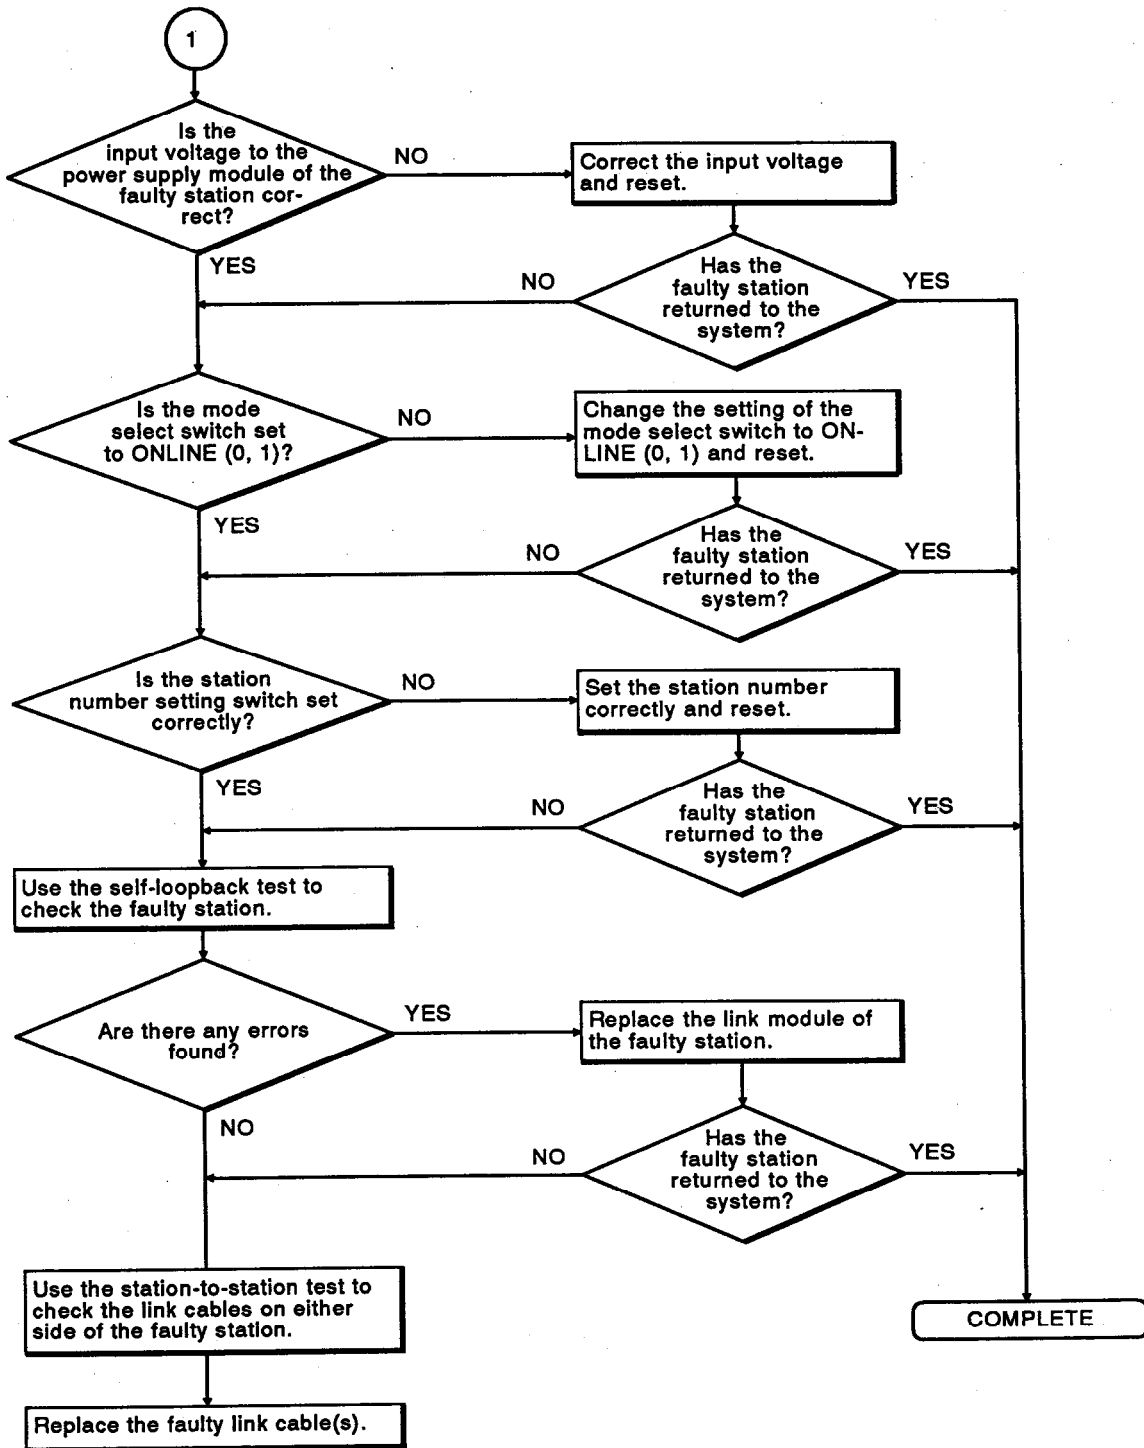 1
Is the
input voltage to the
power supply module of the
faulty station cor-
rect?
NO
Correct the input voltage
and reset.
YES
NO
Has the
faulty station
returned to the
system?
YES
Is the mode
select switch set
to ONLINE (0, 1)?
NO
Change the setting of the
mode select switch to ON-
LINE (0, 1) and reset.
YES
NO
Has the
faulty station
returned to the
system?
YES
Is the station
number setting switch set
correctly?
NO
Set the station number
correctly and reset.
YES
NO
Has the
faulty station
returned to the
system?
YES
Use the self-loopback test to
check the faulty station.
Are there any errors
found?
YES
Replace the link module of
the faulty station.
NO
NO
Has the
faulty station
returned to the
system?
YES
Use the station-to-station test to
check the link cables on either
side of the faulty station.
COMPLETE
Replace the faulty link cable(s).